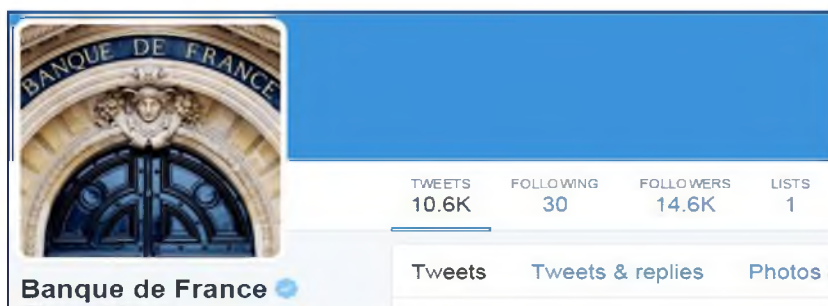 BANQUE DE FRANCE
TWEETS FOLLOWING FOLLOWERS LISTS
10.6K 30 14.6K 1
Banque de France
Tweets Tweets & replies Photos